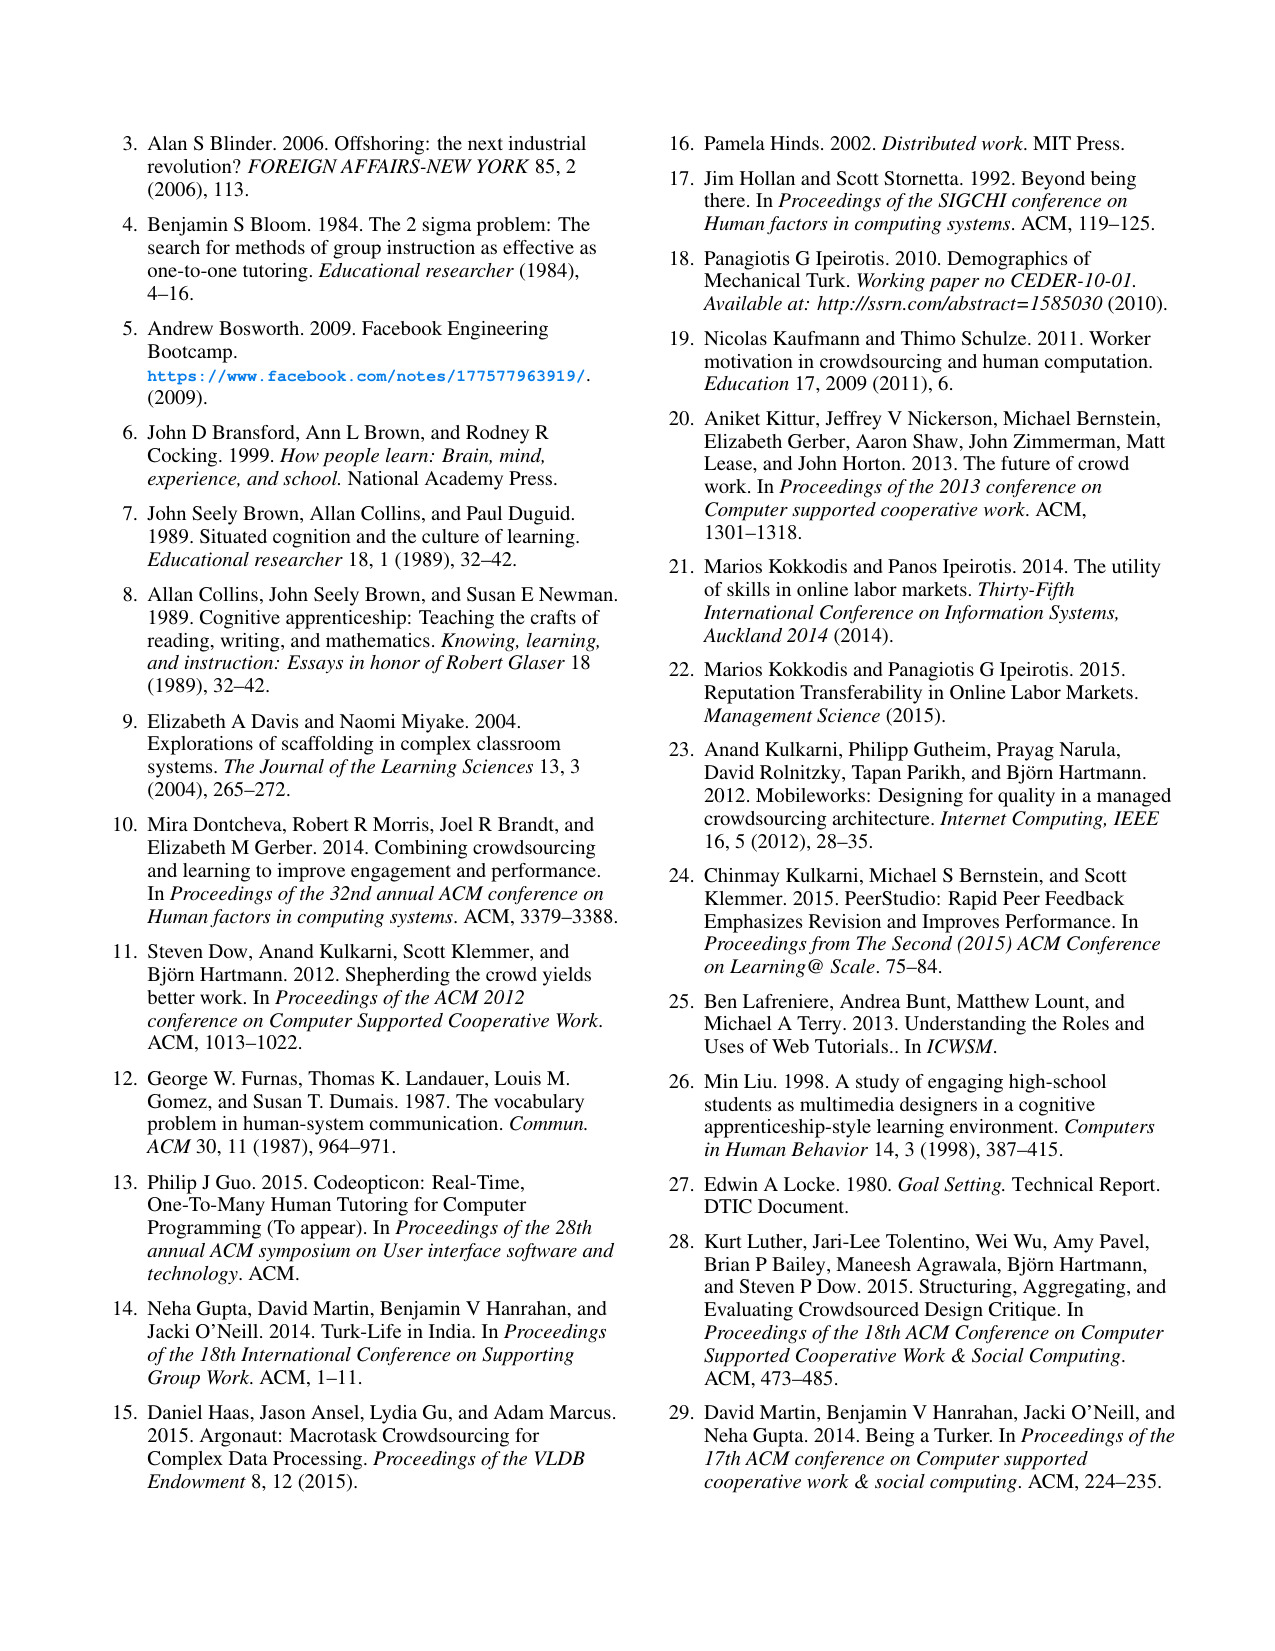 3. Alan S Blinder. 2006. Offshoring: the next industrial
revolution? FOREIGN AFFAIRS-NEW YORK 85, 2
(2006), 113.
4. Benjamin S Bloom. 1984. The 2 sigma problem: The
search for methods of group instruction as effective as
one-to-one tutoring. Educational researcher (1984),
4–16.
5. Andrew Bosworth. 2009. Facebook Engineering
Bootcamp.
https://www.facebook.com/notes/177577963919/.
(2009).
6. John D Bransford, Ann L Brown, and Rodney R
Cocking. 1999. How people learn: Brain, mind,
experience, and school. National Academy Press.
7. John Seely Brown, Allan Collins, and Paul Duguid.
1989. Situated cognition and the culture of learning.
Educational researcher 18, 1 (1989), 32–42.
8. Allan Collins, John Seely Brown, and Susan E Newman.
1989. Cognitive apprenticeship: Teaching the crafts of
reading, writing, and mathematics. Knowing, learning,
and instruction: Essays in honor of Robert Glaser 18
(1989), 32–42.
9. Elizabeth A Davis and Naomi Miyake. 2004.
Explorations of scaffolding in complex classroom
systems. The Journal of the Learning Sciences 13, 3
(2004), 265–272.
10. Mira Dontcheva, Robert R Morris, Joel R Brandt, and
Elizabeth M Gerber. 2014. Combining crowdsourcing
and learning to improve engagement and performance.
In Proceedings of the 32nd annual ACM conference on
Human factors in computing systems. ACM, 3379–3388.
11. Steven Dow, Anand Kulkarni, Scott Klemmer, and
Björn Hartmann. 2012. Shepherding the crowd yields
better work. In Proceedings of the ACM 2012
conference on Computer Supported Cooperative Work.
ACM, 1013–1022.
12. George W. Furnas, Thomas K. Landauer, Louis M.
Gomez, and Susan T. Dumais. 1987. The vocabulary
problem in human-system communication. Commun.
ACM 30, 11 (1987), 964–971.
13. Philip J Guo. 2015. Codeopticon: Real-Time,
One-To-Many Human Tutoring for Computer
Programming (To appear). In Proceedings of the 28th
annual ACM symposium on User interface software and
technology. ACM.
14. Neha Gupta, David Martin, Benjamin V Hanrahan, and
Jacki O’Neill. 2014. Turk-Life in India. In Proceedings
of the 18th International Conference on Supporting
Group Work. ACM, 1–11.
15. Daniel Haas, Jason Ansel, Lydia Gu, and Adam Marcus.
2015. Argonaut: Macrotask Crowdsourcing for
Complex Data Processing. Proceedings of the VLDB
Endowment 8, 12 (2015).
16. Pamela Hinds. 2002. Distributed work. MIT Press.
17. Jim Hollan and Scott Stornetta. 1992. Beyond being
there. In Proceedings of the SIGCHI conference on
Human factors in computing systems. ACM, 119–125.
18. Panagiotis G Ipeirotis. 2010. Demographics of
Mechanical Turk. Working paper no CEDER-10-01.
Available at: http://ssrn.com/abstract=1585030 (2010).
19. Nicolas Kaufmann and Thimo Schulze. 2011. Worker
motivation in crowdsourcing and human computation.
Education 17, 2009 (2011), 6.
20. Aniket Kittur, Jeffrey V Nickerson, Michael Bernstein,
Elizabeth Gerber, Aaron Shaw, John Zimmerman, Matt
Lease, and John Horton. 2013. The future of crowd
work. In Proceedings of the 2013 conference on
Computer supported cooperative work. ACM,
1301–1318.
21. Marios Kokkodis and Panos Ipeirotis. 2014. The utility
of skills in online labor markets. Thirty-Fifth
International Conference on Information Systems,
Auckland 2014 (2014).
22. Marios Kokkodis and Panagiotis G Ipeirotis. 2015.
Reputation Transferability in Online Labor Markets.
Management Science (2015).
23. Anand Kulkarni, Philipp Gutheim, Prayag Narula,
David Rolnitzky, Tapan Parikh, and Björn Hartmann.
2012. Mobileworks: Designing for quality in a managed
crowdsourcing architecture. Internet Computing, IEEE
16, 5 (2012), 28–35.
24. Chinmay Kulkarni, Michael S Bernstein, and Scott
Klemmer. 2015. PeerStudio: Rapid Peer Feedback
Emphasizes Revision and Improves Performance. In
Proceedings from The Second (2015) ACM Conference
on Learning@ Scale. 75–84.
25. Ben Lafreniere, Andrea Bunt, Matthew Lount, and
Michael A Terry. 2013. Understanding the Roles and
Uses of Web Tutorials.. In ICWSM.
26. Min Liu. 1998. A study of engaging high-school
students as multimedia designers in a cognitive
apprenticeship-style learning environment. Computers
in Human Behavior 14, 3 (1998), 387–415.
27. Edwin A Locke. 1980. Goal Setting. Technical Report.
DTIC Document.
28. Kurt Luther, Jari-Lee Tolentino, Wei Wu, Amy Pavel,
Brian P Bailey, Maneesh Agrawala, Björn Hartmann,
and Steven P Dow. 2015. Structuring, Aggregating, and
Evaluating Crowdsourced Design Critique. In
Proceedings of the 18th ACM Conference on Computer
Supported Cooperative Work & Social Computing.
ACM, 473–485.
29. David Martin, Benjamin V Hanrahan, Jacki O’Neill, and
Neha Gupta. 2014. Being a Turker. In Proceedings of the
17th ACM conference on Computer supported
cooperative work & social computing. ACM, 224–235.